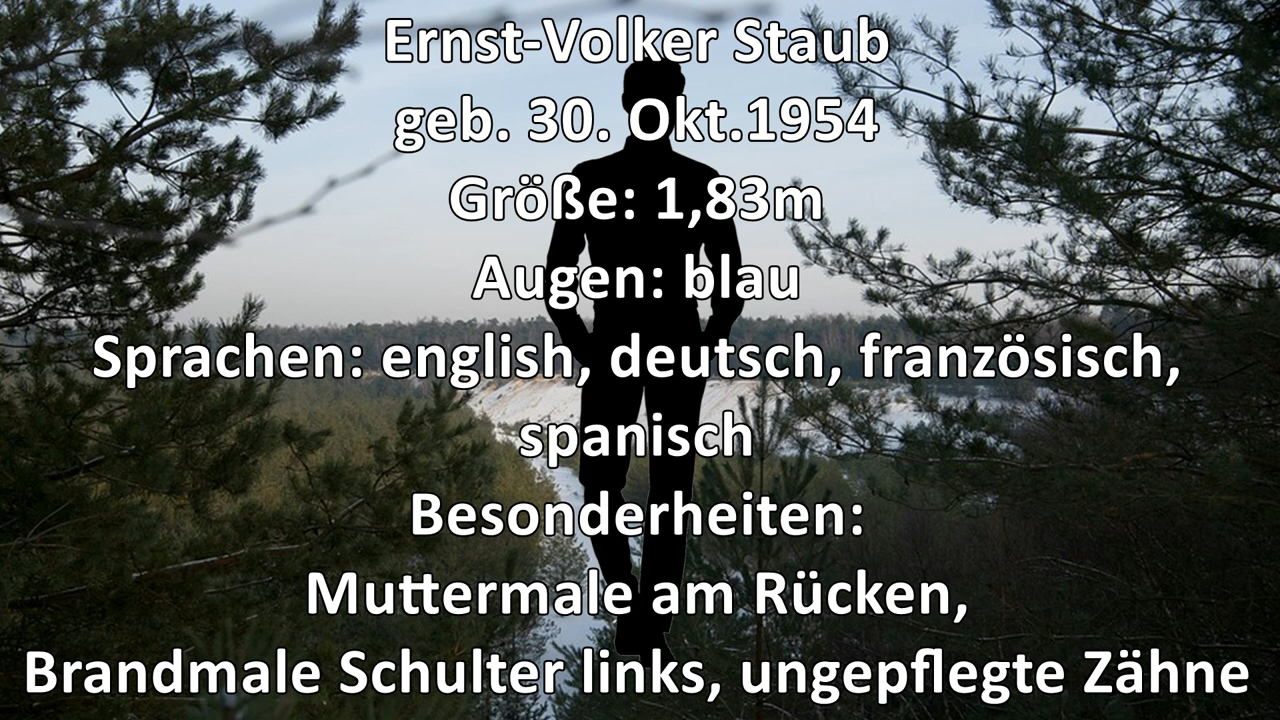 Ernst-Volker Staub
geb. 30. Okt.1954
Größe: 1,83m
Augen: blau
Sprachen: english, deutsch, französisch,
spanisch
Besonderheiten:
Muttermale am Rücken,
Brandmale Schulter links, ungepflegte Zähne